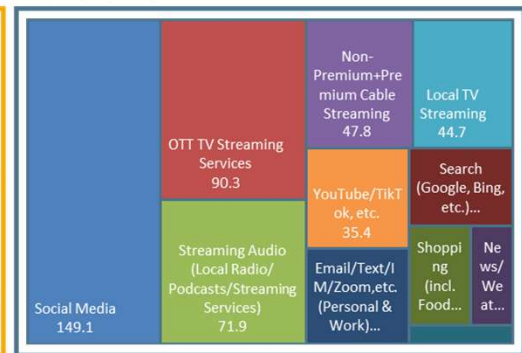 Social Media
149.1
OTT TV Streaming
Services
90.3
Streaming Audio
(Local Radio/
Podcasts/Streaming
Services)
71.9
Non-
Premium+Pre
mium Cable
Streaming
47.8
Local TV
Streaming
44.7
YouTube/TikT
ok, etc.
35.4
Search
(Google, Bing,
etc.)...
Email/Text/I
M/Zoom,etc.
(Personal &
Work)...
Shoppi
ng
(incl.
Food...
Ne
ws/
We
at...